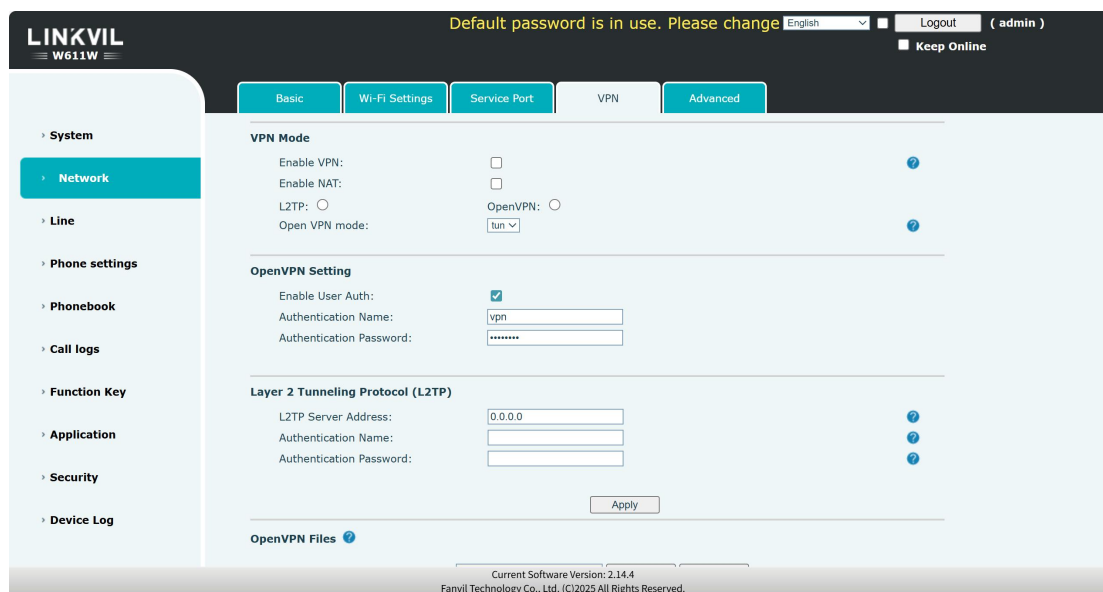 Default password is in use. Please change English Logout ( admin )
LINKVIL
W611W
Keep Online
Basic Wi-Fi Settings Service Port VPN Advanced
› System
› Network
› Line
› Phone settings
› Phonebook
› Call logs
› Function Key
› Application
› Security
› Device Log
VPN Mode
Enable VPN: ?
Enable NAT:
L2TP: OpenVPN:
Open VPN mode: tun ?
OpenVPN Setting
Enable User Auth:
Authentication Name: vpn
Authentication Password: ••••••••
Layer 2 Tunneling Protocol (L2TP)
L2TP Server Address: 0.0.0.0 ?
Authentication Name: ?
Authentication Password: ?
Apply
OpenVPN Files ?
Current Software Version: 2.14.4
Fanvil Technology Co., Ltd. (C)2025 All Rights Reserved.